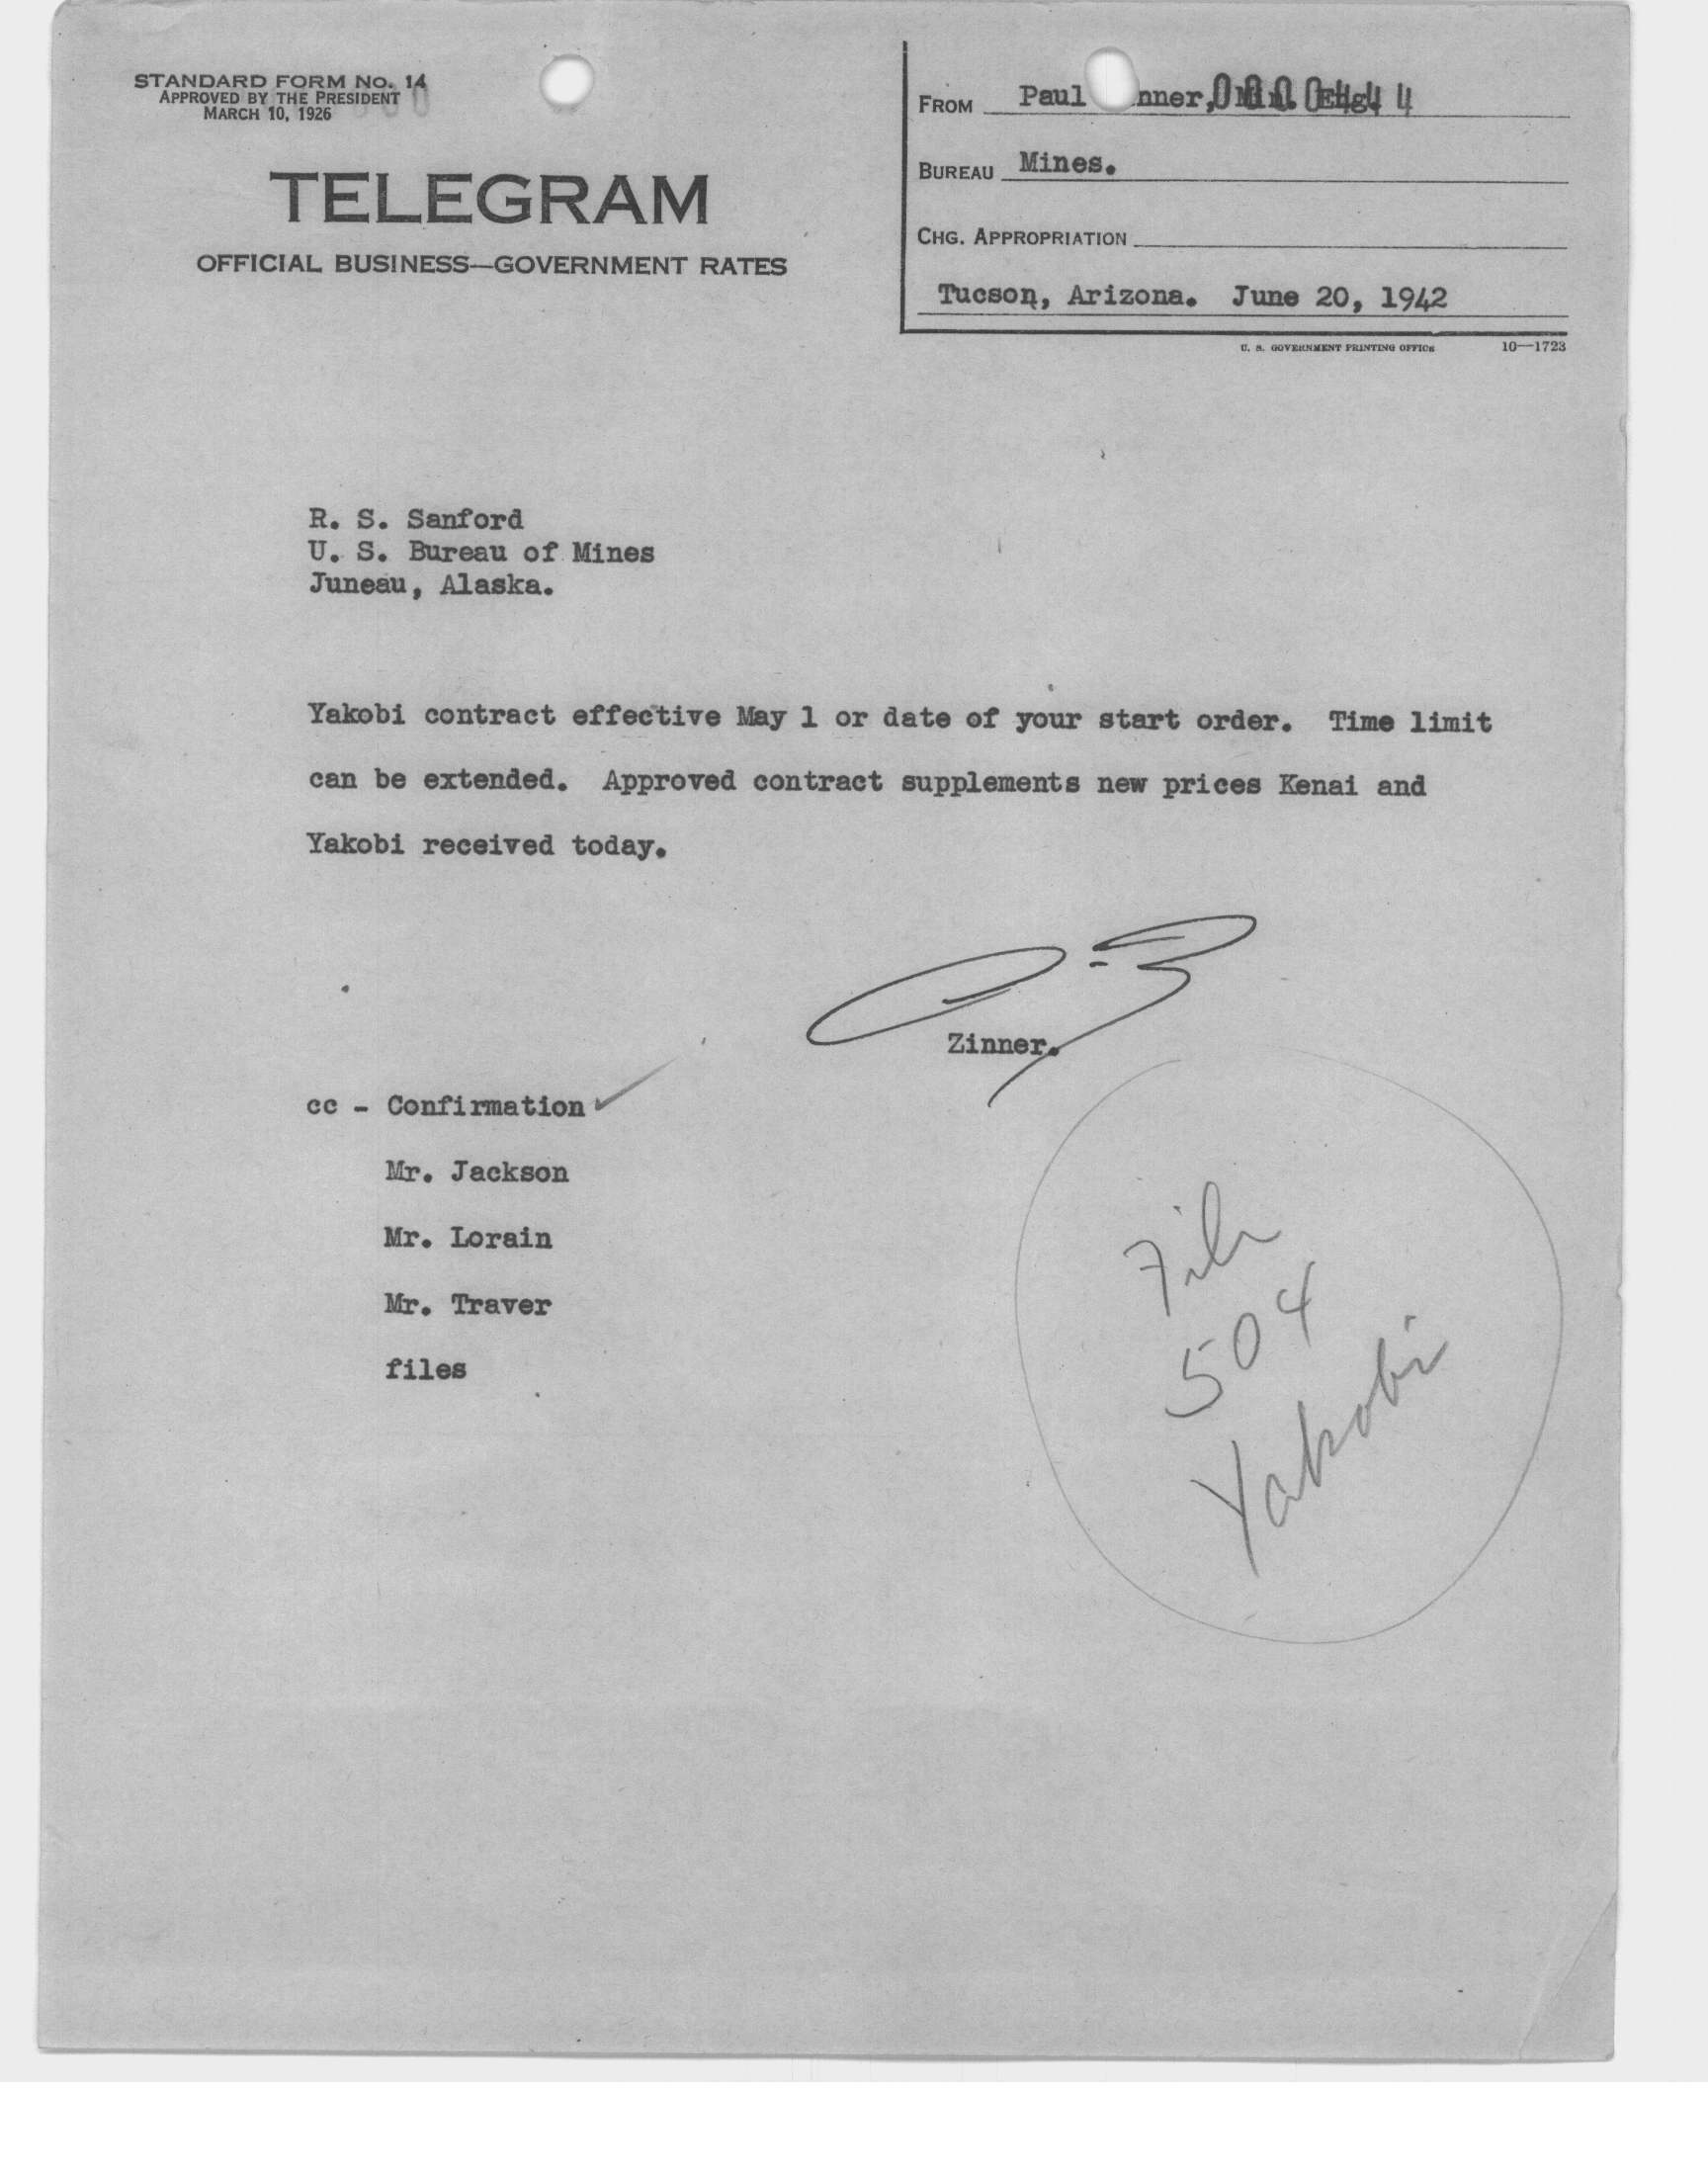 STANDARD FORM No. 14
APPROVED BY THE PRESIDENT
MARCH 10, 1926
TELEGRAM
OFFICIAL BUSINESS—GOVERNMENT RATES
FROM Paul nner, Min. Eng.
BUREAU Mines.
CHG. APPROPRIATION
Tucson, Arizona. June 20, 1942
U. S. GOVERNMENT PRINTING OFFICE 10—1723
R. S. Sanford
U. S. Bureau of Mines
Juneau, Alaska.
Yakobi contract effective May 1 or date of your start order. Time limit
can be extended. Approved contract supplements new prices Kenai and
Yakobi received today.
Zinner.
cc - Confirmation
Mr. Jackson
Mr. Lorain
Mr. Traver
files
File
504
Yakobi